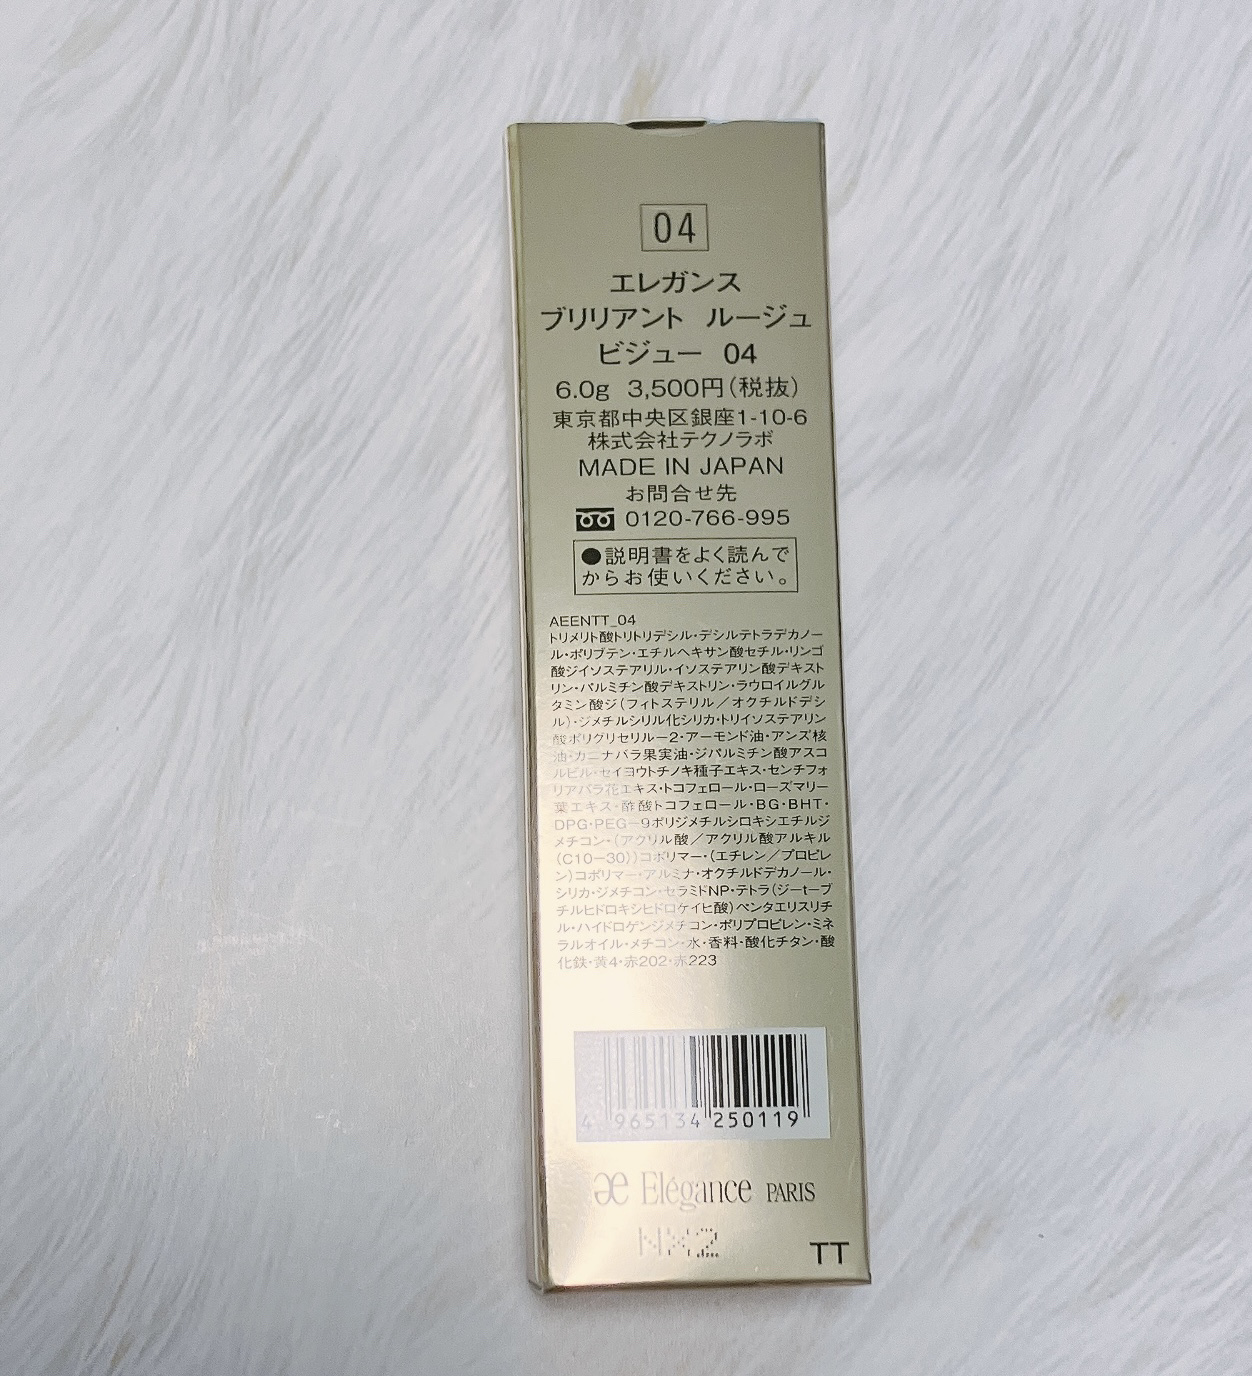 04
エレガンス
ブリリアント ルージュ
ビジュー 04
6.0g 3,500円(税抜)
東京都中央区銀座1-10-6
株式会社テクノラボ
MADE IN JAPAN
お問合せ先
0120-766-995
●説明書をよく読んで
からお使いください。
AEENTT_04
トリメリト酸トリトリデシル・デシルテトラデカノー
ル・ポリブテン・エチルヘキサン酸セチル・リンゴ
酸ジイソステアリル・イソステアリン酸デキスト
リン・パルミチン酸デキストリン・ラウロイルグル
タミン酸ジ(フィトステリル/オクチルドデシ
ル)・ジメチルシリル化シリカ・トリイソステアリン
酸ポリグリセリル-2・アーモンド油・アンズ核
油・カニナバラ果実油・ジパルミチン酸アスコ
ルビル・セイヨウトチノキ種子エキス・センチフォ
リアバラ花エキス・トコフェロール・ローズマリー
葉エキス・酢酸トコフェロール・BG・BHT・
DPG・PEG-9ポリジメチルシロキシエチルジ
メチコン・(アクリル酸/アクリル酸アルキル
(C10-30))コポリマー・(エチレン/プロピレ
ン)コポリマー・アルミナ・オクチルドデカノール・
シリカ・ジメチコン・セラミドNP・テトラ(ジ-t-ブ
チルヒドロキシヒドロケイヒ酸)ペンタエリスリチ
ル・ハイドロゲンジメチコン・ポリプロピレン・ミネ
ラルオイル・メチコン・水・香料・酸化チタン・酸
化鉄・黄4・赤202・赤223
4 965134 250119
æ Elégance PARIS
NX2
TT